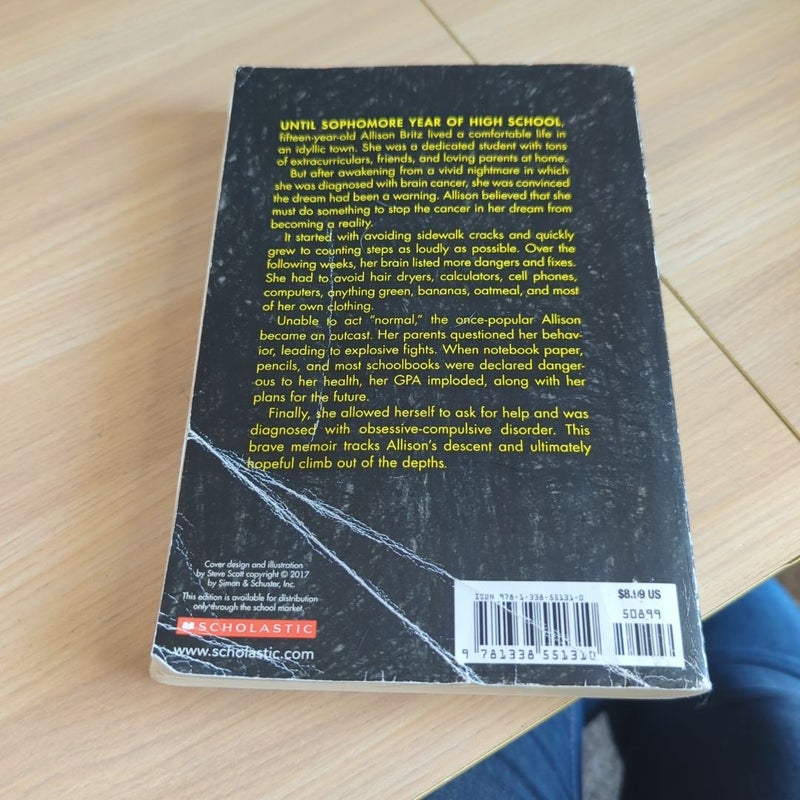 UNTIL SOPHOMORE YEAR OF HIGH SCHOOL,
fifteen-year-old Allison Britz lived a comfortable life in
an idyllic town. She was a dedicated student with tons
of extracurriculars, friends, and loving parents at home.
But after awakening from a vivid nightmare in which
she was diagnosed with brain cancer, she was convinced
the dream had been a warning. Allison believed that she
must do something to stop the cancer in her dream from
becoming a reality.
It started with avoiding sidewalk cracks and quickly
grew to counting steps as loudly as possible. Over the
following weeks, her brain listed more dangers and fixes.
She had to avoid hair dryers, calculators, cell phones,
computers, anything green, bananas, oatmeal, and most
of her own clothing.
Unable to act “normal,” the once-popular Allison
became an outcast. Her parents questioned her behav-
ior, leading to explosive fights. When notebook paper,
pencils, and most schoolbooks were declared danger-
ous to her health, her GPA imploded, along with her
plans for the future.
Finally, she allowed herself to ask for help and was
diagnosed with obsessive-compulsive disorder. This
brave memoir tracks Allison’s descent and ultimately
hopeful climb out of the depths.
Cover design and illustration
by Steve Scott copyright © 2017
by Simon & Schuster, Inc.
This edition is available for distribution
only through the school market.
SCHOLASTIC
www.scholastic.com
ISBN 978-1-338-55131-0
$8.99 US
50899
9 781338 551310